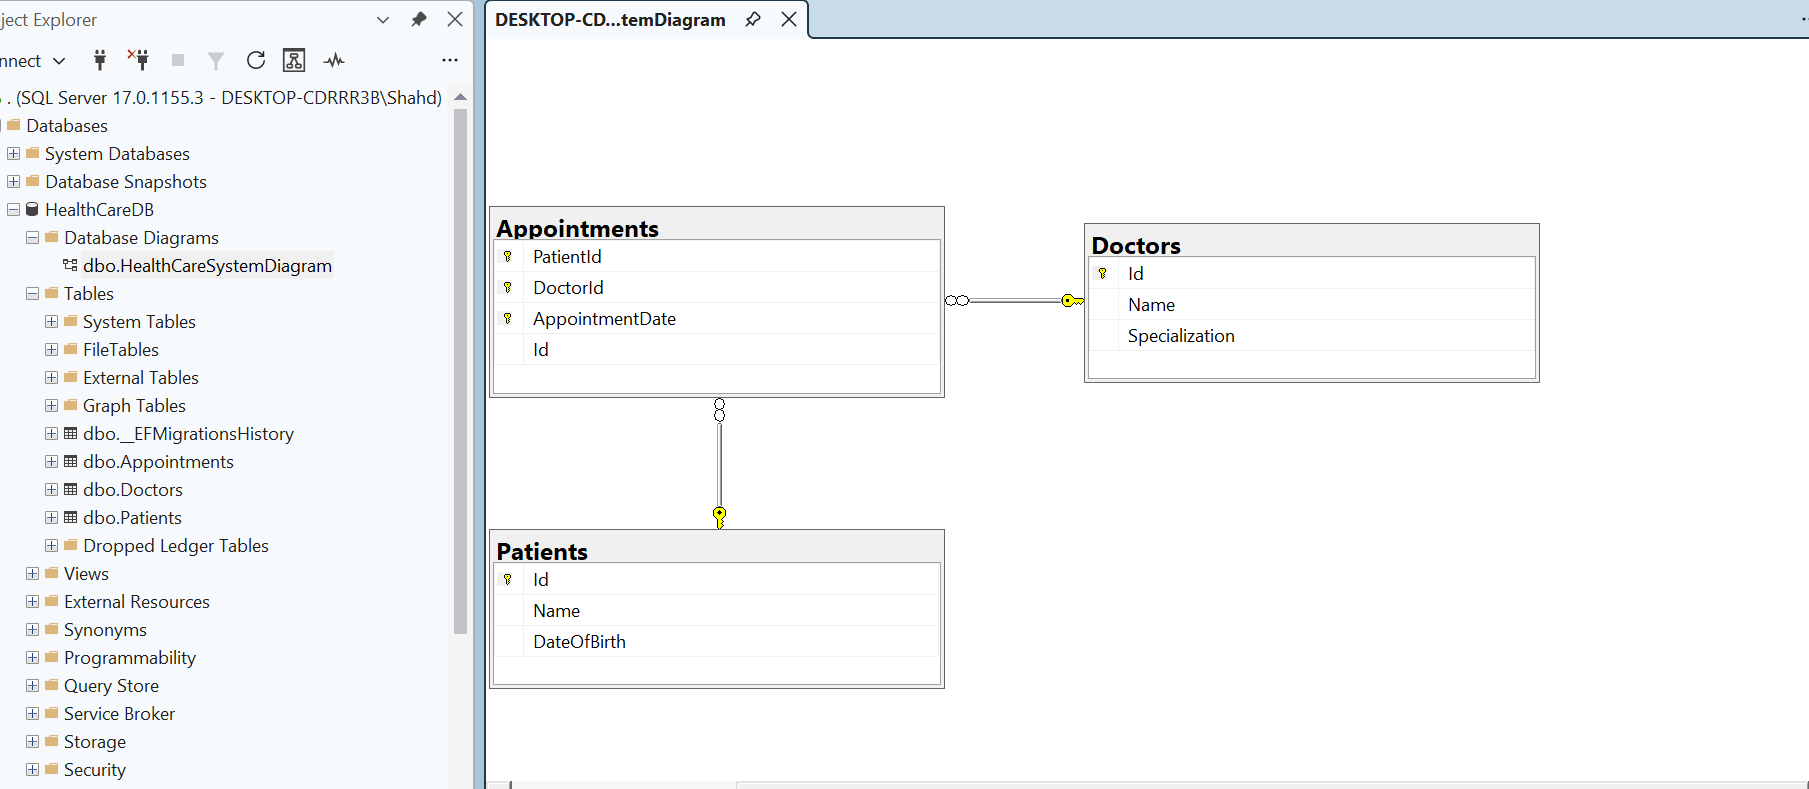 ject Explorer
nnect
. (SQL Server 17.0.1155.3 - DESKTOP-CDRRR3B\Shahd)
Databases
System Databases
Database Snapshots
HealthCareDB
Database Diagrams
dbo.HealthCareSystemDiagram
Tables
System Tables
FileTables
External Tables
Graph Tables
dbo.__EFMigrationsHistory
dbo.Appointments
dbo.Doctors
dbo.Patients
Dropped Ledger Tables
Views
External Resources
Synonyms
Programmability
Query Store
Service Broker
Storage
Security
DESKTOP-CD...temDiagram
Appointments
PatientId
DoctorId
AppointmentDate
Id
Doctors
Id
Name
Specialization
Patients
Id
Name
DateOfBirth